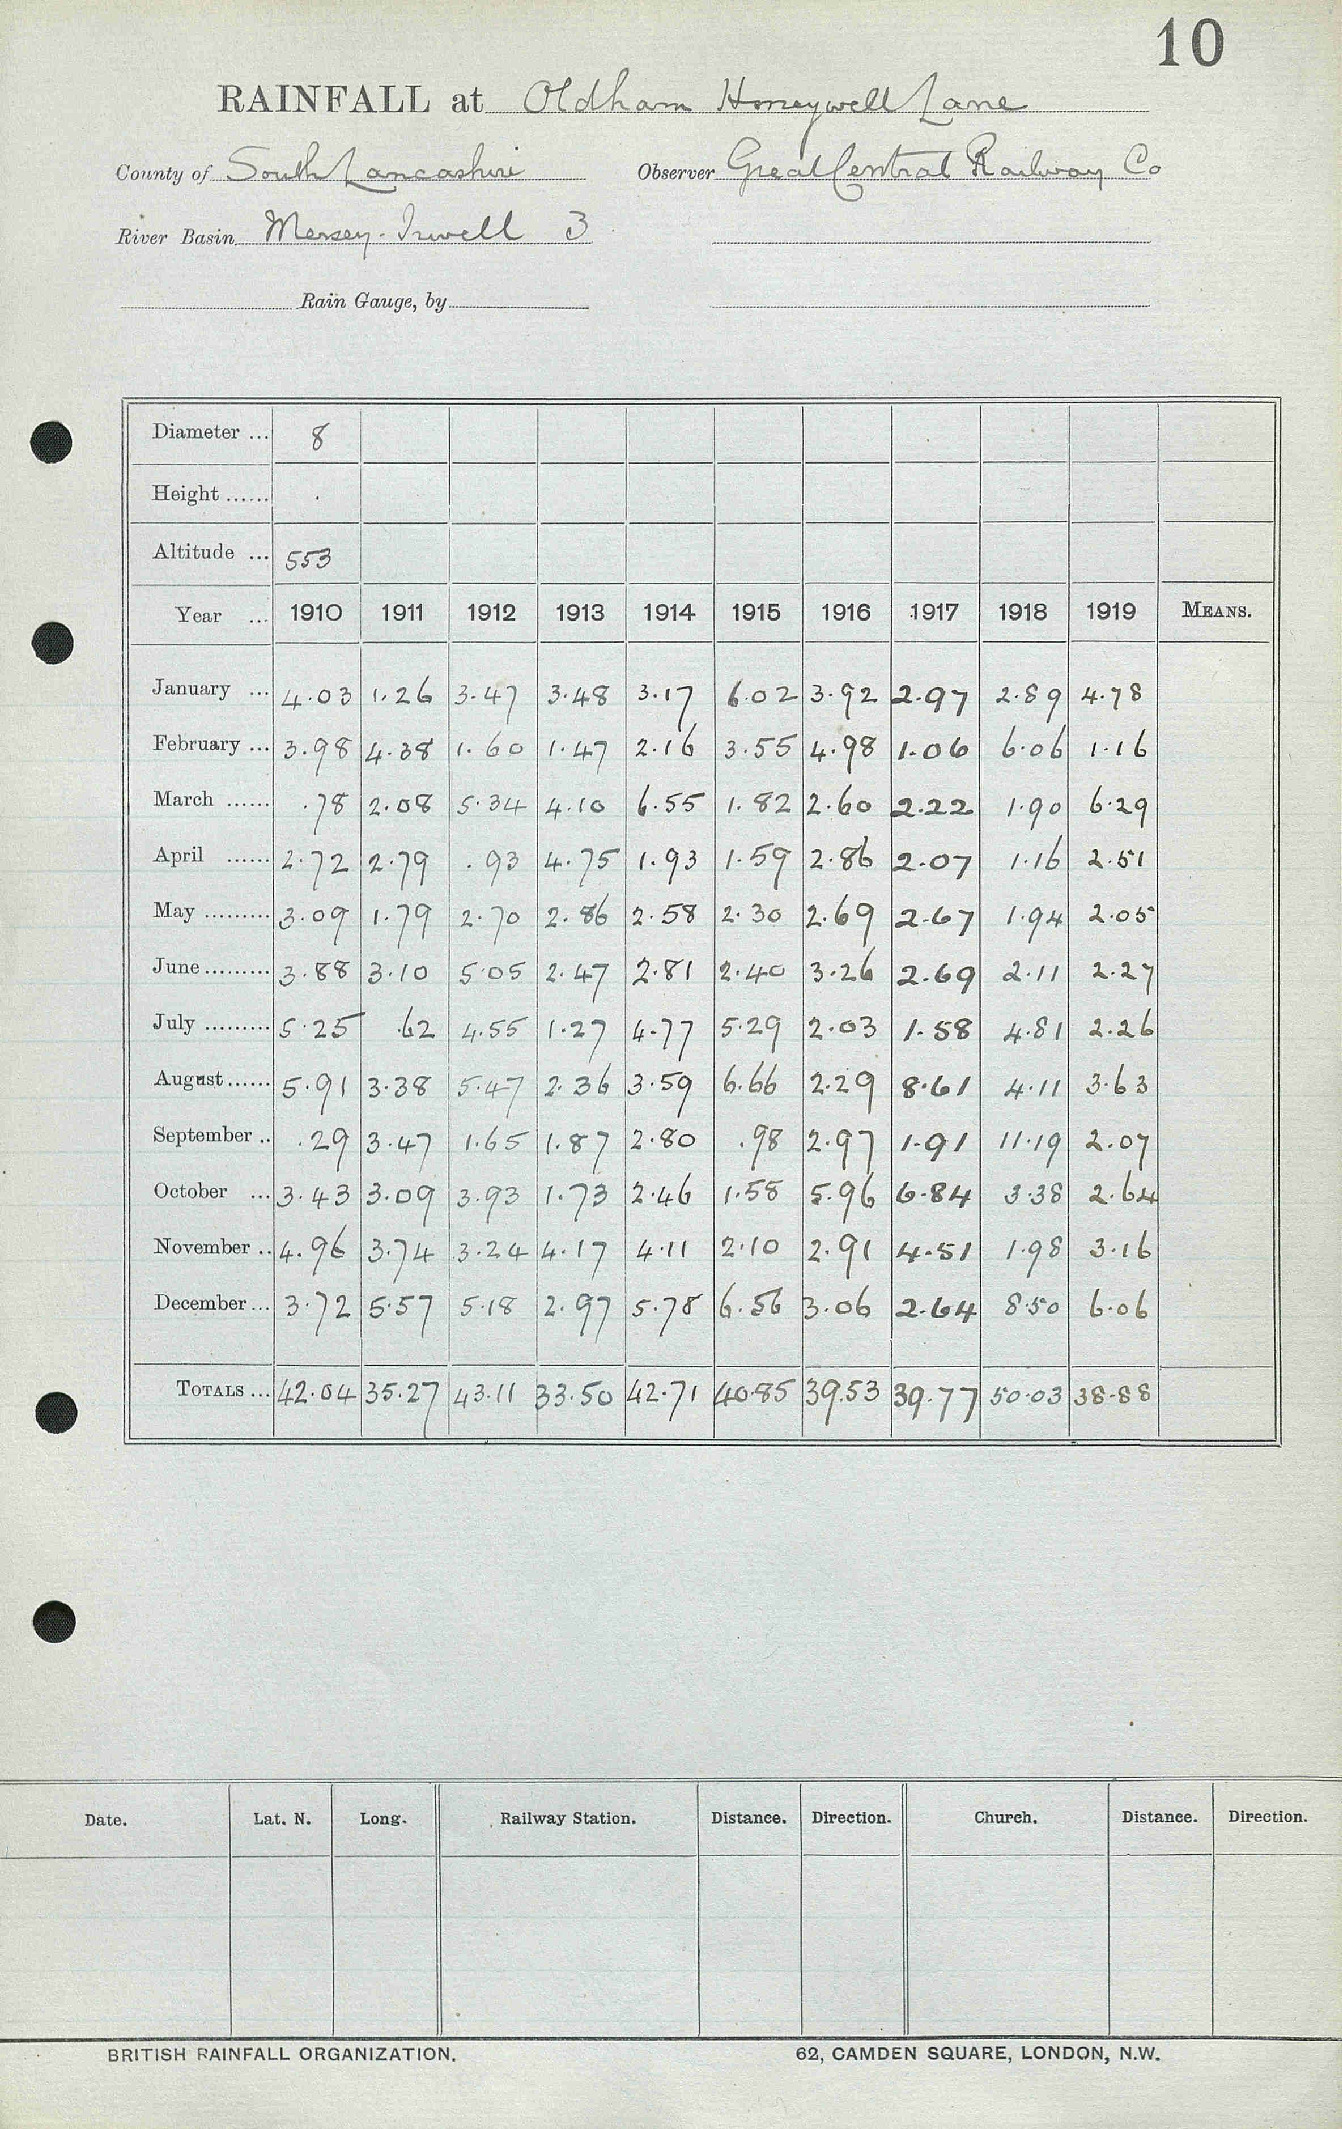 10
RAINFALL at Oldham Honeywell Lane
County of South Lancashire Observer Great Central Railway Co
River Basin Mersey-Irwell 3
Rain Gauge, by
Diameter ... 8
Height ......
Altitude ... 553
Year ... 1910 1911 1912 1913 1914 1915 1916 1917 1918 1919 MEANS.
January ... 4.03 1.26 3.47 3.48 3.17 6.02 3.92 2.97 2.89 4.78
February ... 3.98 4.38 1.60 1.47 2.16 3.55 4.98 1.06 6.06 1.16
March ...... .78 2.08 5.34 4.10 6.55 1.82 2.60 2.22 1.90 6.29
April ...... 2.72 2.79 .93 4.75 1.93 1.59 2.86 2.07 1.16 2.51
May ......... 3.09 1.79 2.70 2.86 2.58 2.30 2.69 2.67 1.94 2.05
June ......... 3.88 3.10 5.05 2.47 2.81 2.40 3.26 2.69 2.11 2.27
July ......... 5.25 .62 4.55 1.27 4.77 5.29 2.03 1.58 4.81 2.26
August ...... 5.91 3.38 5.47 2.36 3.59 6.66 2.29 8.61 4.11 3.63
September .. .29 3.47 1.65 1.87 2.80 .98 2.97 1.91 11.19 2.07
October ... 3.43 3.09 3.93 1.73 2.46 1.58 5.96 6.84 3.38 2.64
November .. 4.96 3.74 3.24 4.17 4.11 2.10 2.91 4.51 1.98 3.16
December ... 3.72 5.57 5.18 2.97 5.78 6.56 3.06 2.64 8.50 6.06
TOTALS ... 42.04 35.27 43.11 33.50 42.71 40.85 39.53 39.77 50.03 38.88
Date. Lat. N. Long. Railway Station. Distance. Direction. Church. Distance. Direction.
BRITISH RAINFALL ORGANIZATION. 62, CAMDEN SQUARE, LONDON, N.W.